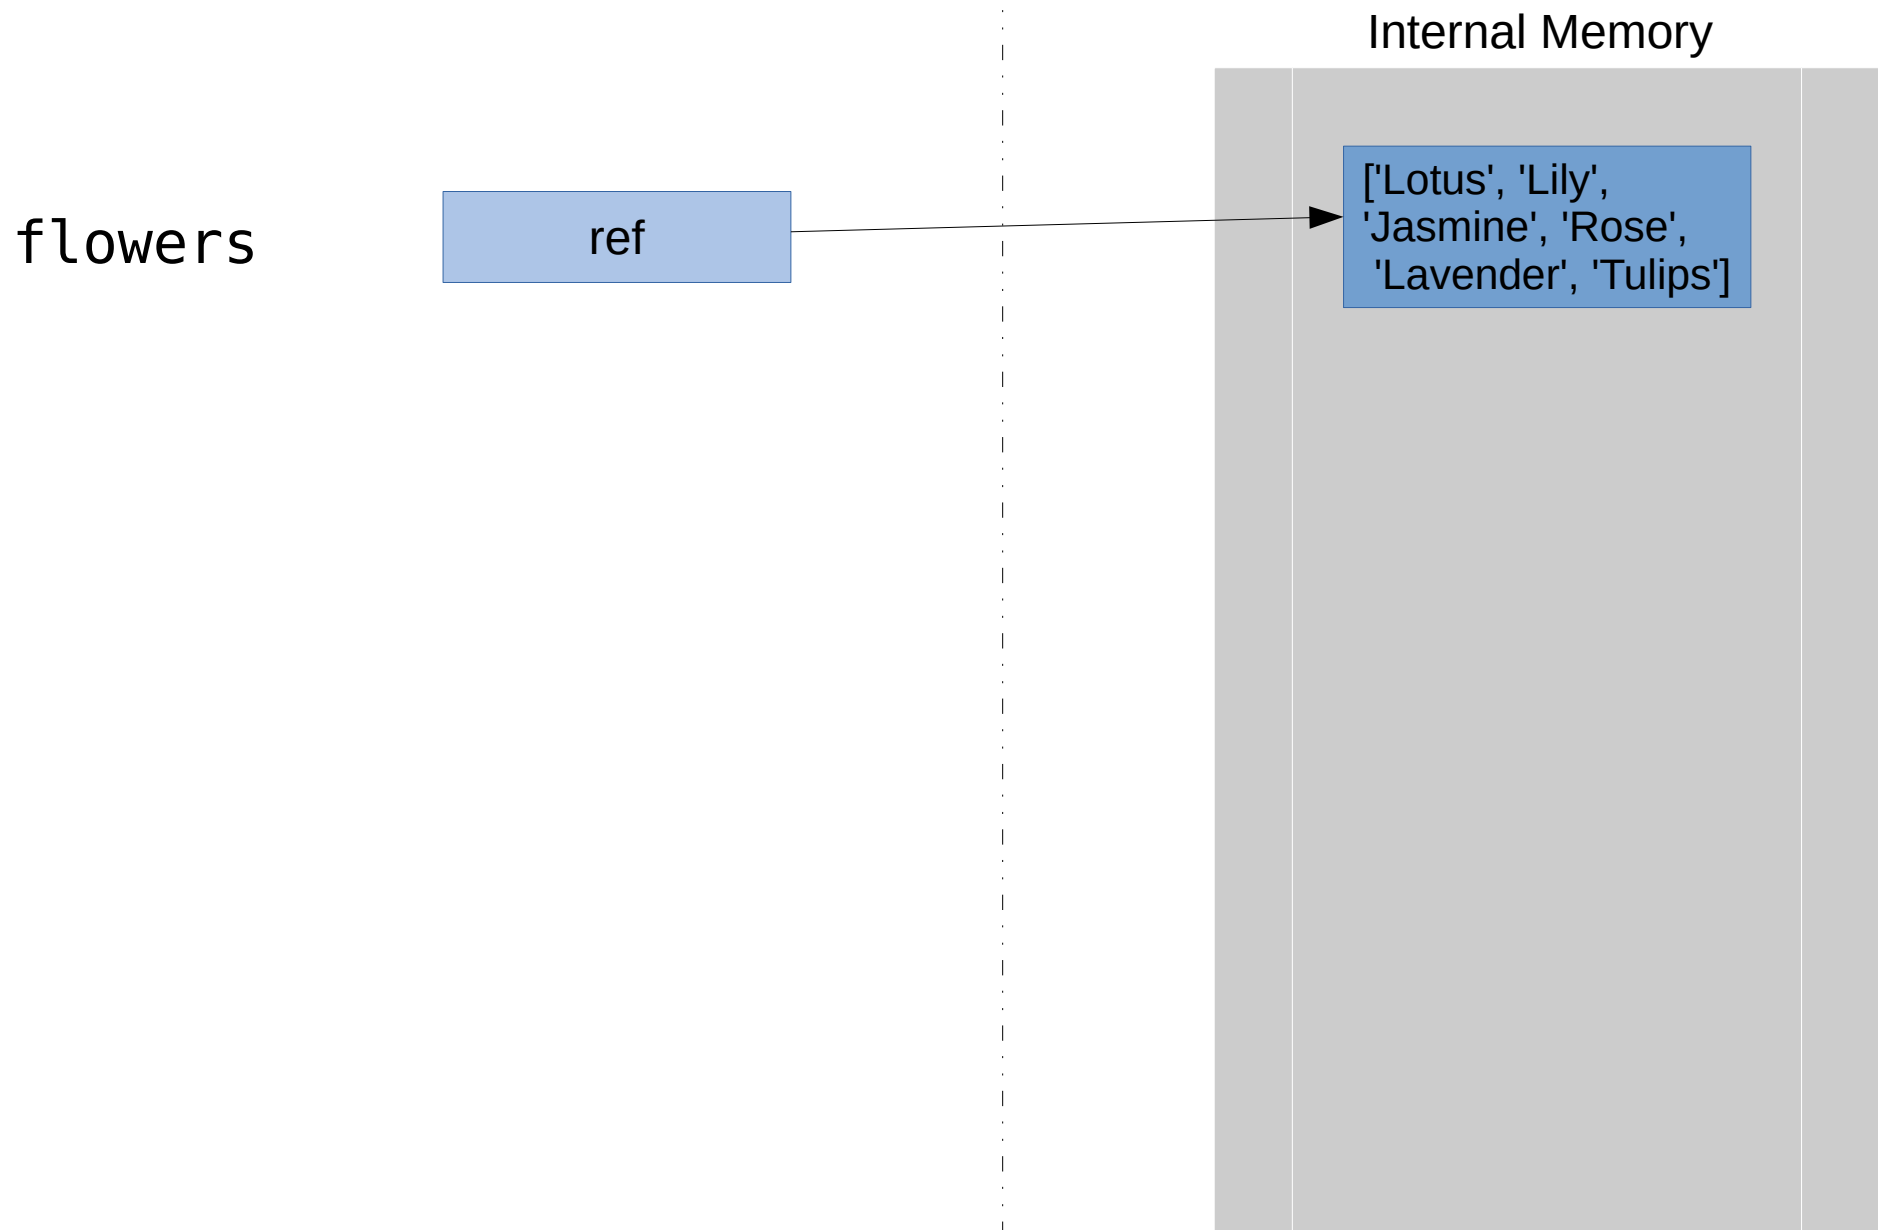 Internal Memory
flowers
ref
['Lotus', 'Lily',
'Jasmine', 'Rose',
'Lavender', 'Tulips']